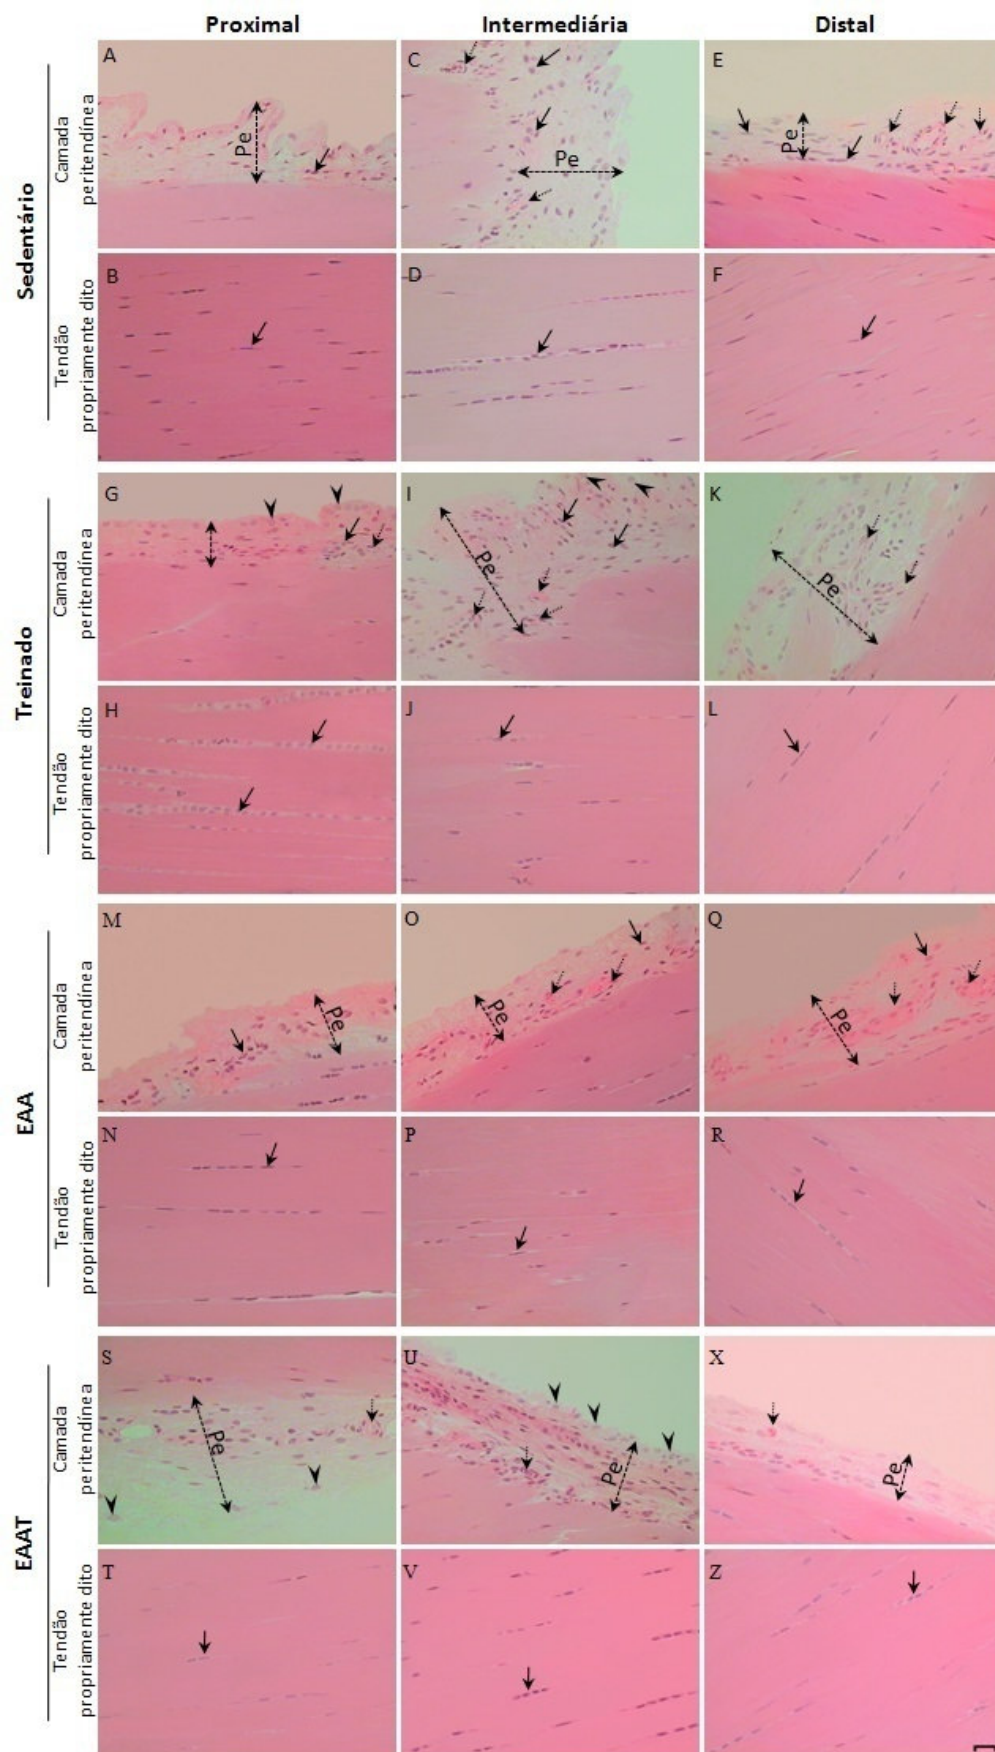 Proximal Intermediária Distal
Sedentário
Camada
peritendínea
A Pe
C Pe
E Pe
Tendão
propriamente dito
B
D
F
Treinado
Camada
peritendínea
G
I Pe
K Pe
Tendão
propriamente dito
H
J
L
EAA
Camada
peritendínea
M Pe
O Pe
Q Pe
Tendão
propriamente dito
N
P
R
EAAT
Camada
peritendínea
S Pe
U Pe
X Pe
Tendão
propriamente dito
T
V
Z